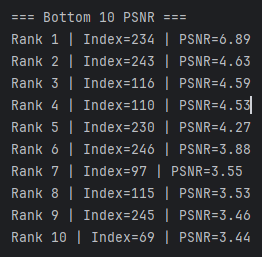 === Bottom 10 PSNR ===
Rank 1 | Index=234 | PSNR=6.89
Rank 2 | Index=243 | PSNR=4.63
Rank 3 | Index=116 | PSNR=4.59
Rank 4 | Index=110 | PSNR=4.53
Rank 5 | Index=230 | PSNR=4.27
Rank 6 | Index=246 | PSNR=3.88
Rank 7 | Index=97 | PSNR=3.55
Rank 8 | Index=115 | PSNR=3.53
Rank 9 | Index=245 | PSNR=3.46
Rank 10 | Index=69 | PSNR=3.44